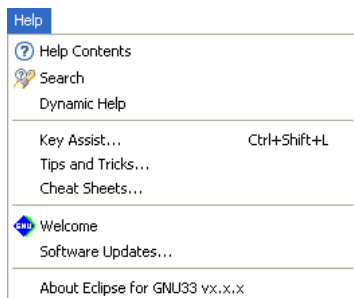 Help
Help Contents
Search
Dynamic Help
Key Assist... Ctrl+Shift+L
Tips and Tricks...
Cheat Sheets...
GNU Welcome
Software Updates...
About Eclipse for GNU33 vx.x.x